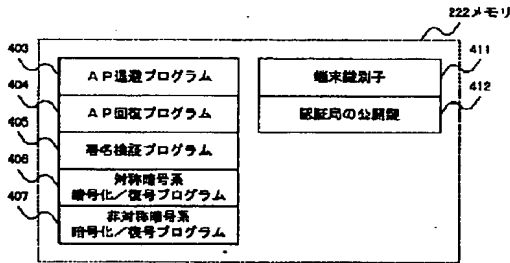 222メモリ
403
AP退避プログラム
404
AP回復プログラム
405
署名検証プログラム
406
対称暗号系
暗号化／復号プログラム
407
非対称暗号系
暗号化／復号プログラム
411
端末識別子
412
認証局の公開鍵